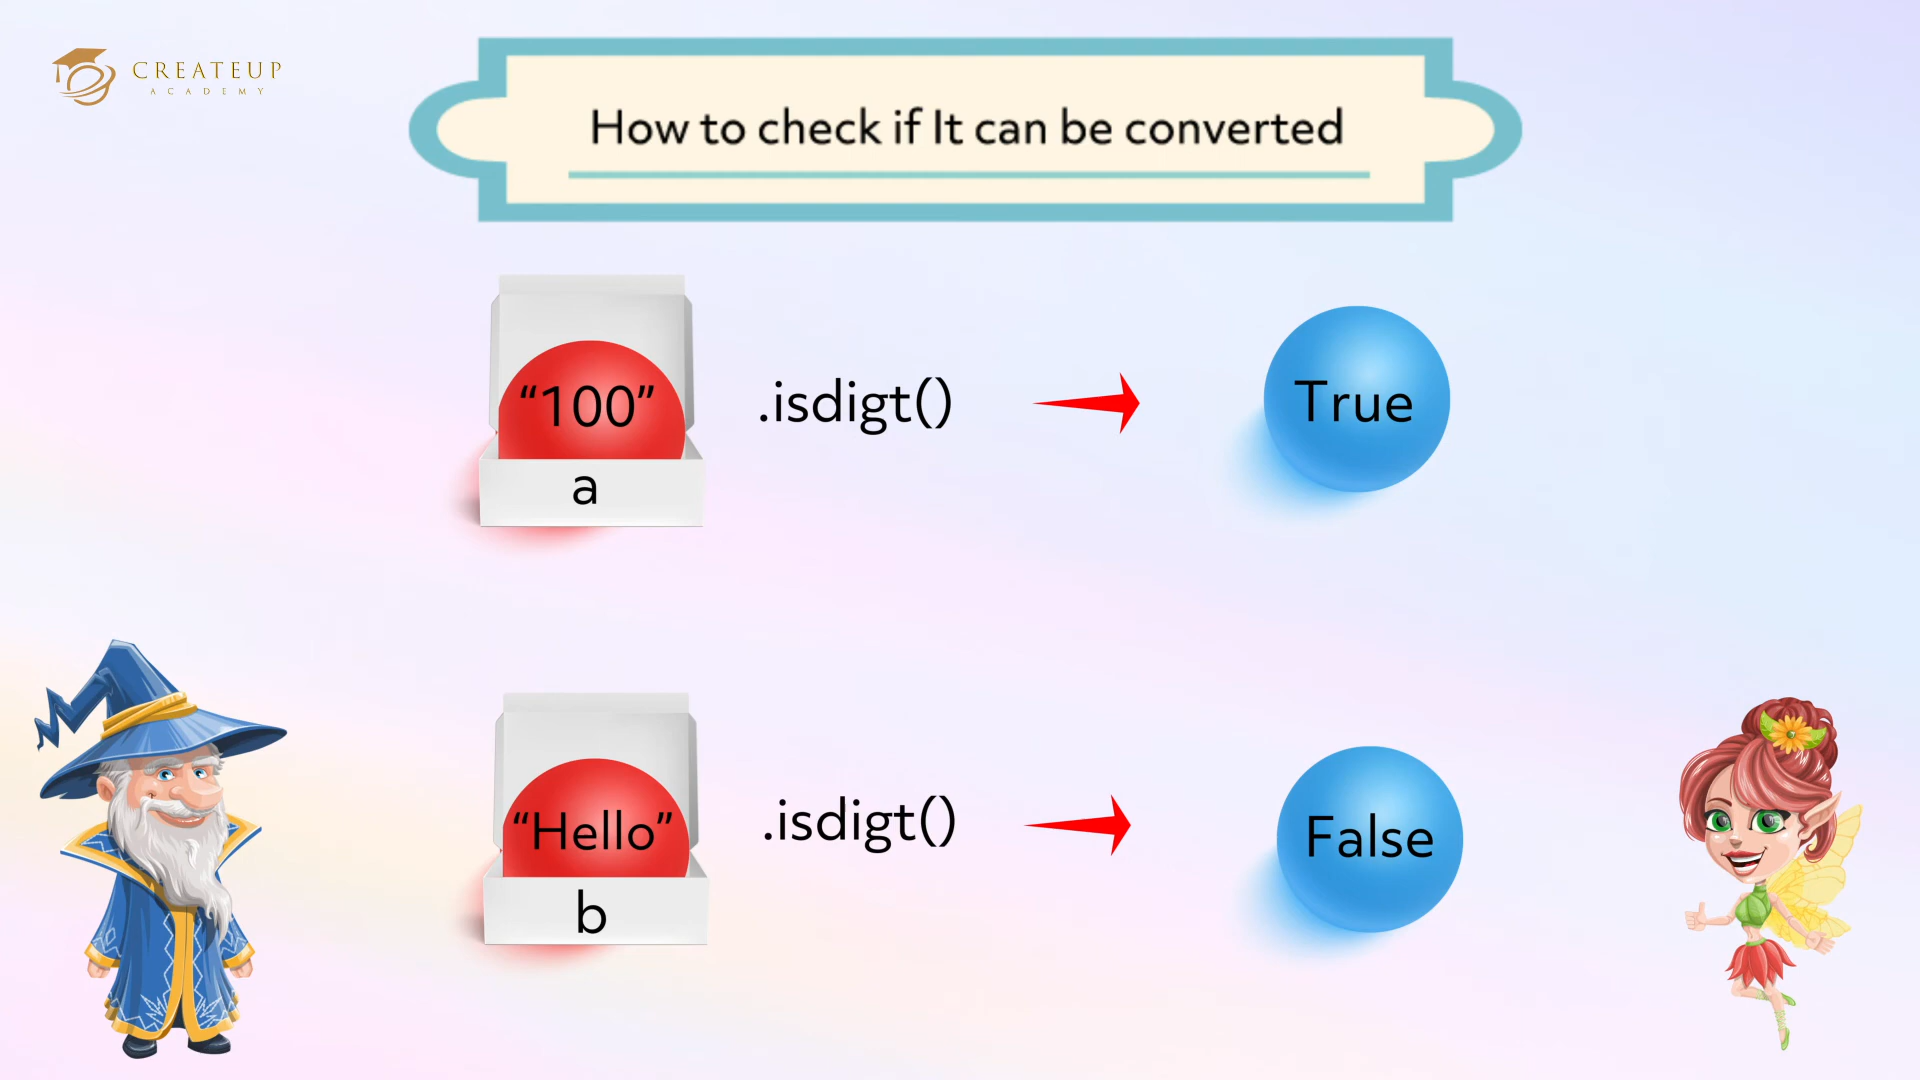 CREATEUP
ACADEMY
How to check if It can be converted
“100”
.isdigt()
True
a
“Hello”
.isdigt()
False
b